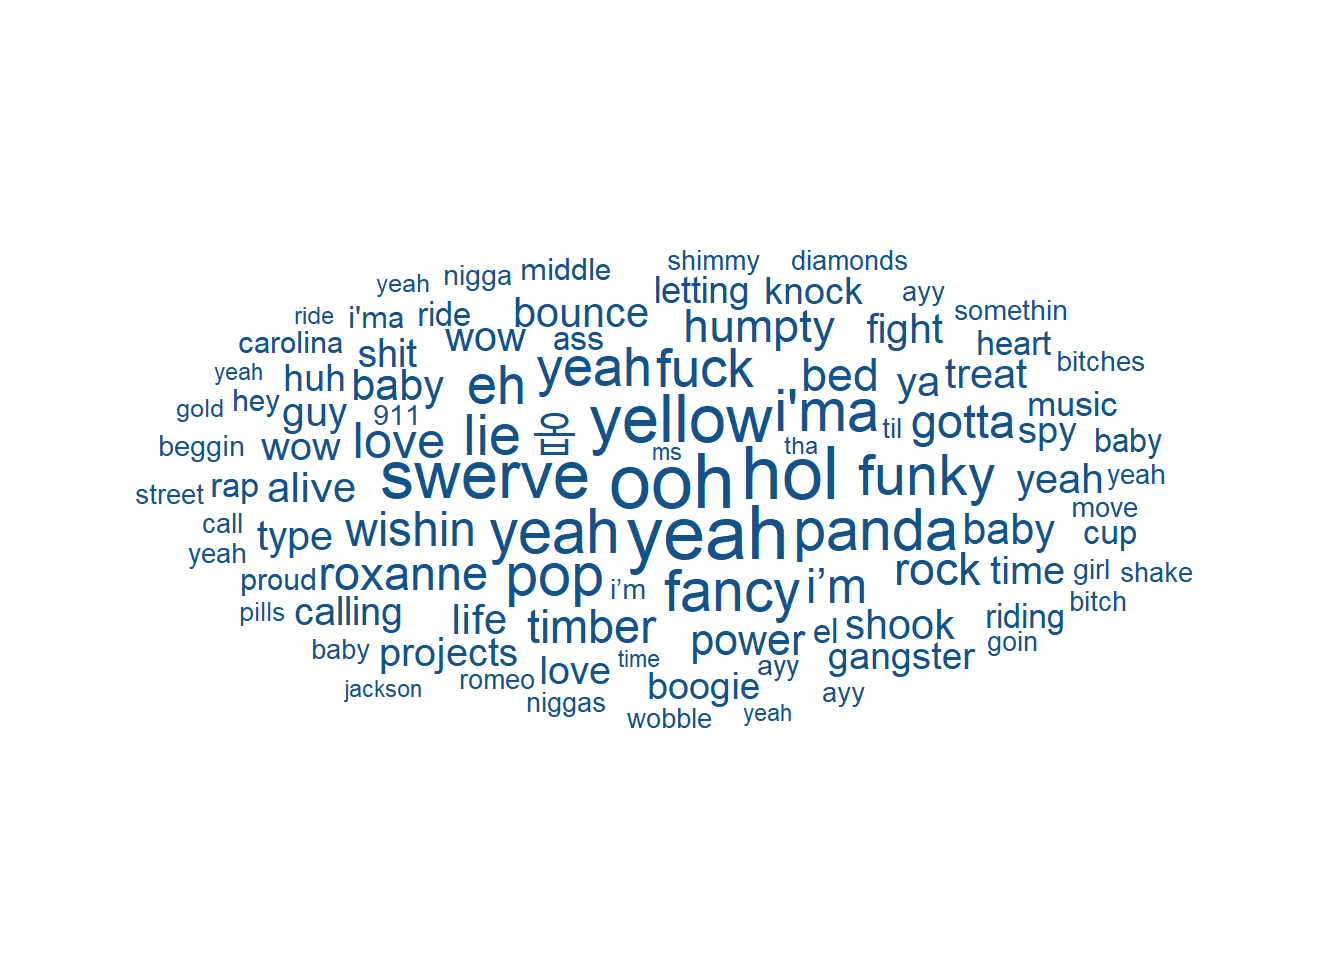 shimmy diamonds
yeah nigga middle letting knock ayy
ride i'ma ride bounce humpty fight somethin
carolina shit wow ass heart bitches
yeah huh baby eh yeah fuck bed ya treat
gold hey guy 911 yellow i'ma music
beggin wow love lie 옵 ms tha til gotta spy baby
street rap alive swerve ooh hol funky yeah yeah
call type wishin yeah yeah panda baby move cup
yeah proud roxanne pop i’m fancy i’m rock time girl shake
pills calling life timber power el shook riding bitch
baby projects love time ayy gangster goin
jackson romeo niggas boogie ayy
wobble yeah